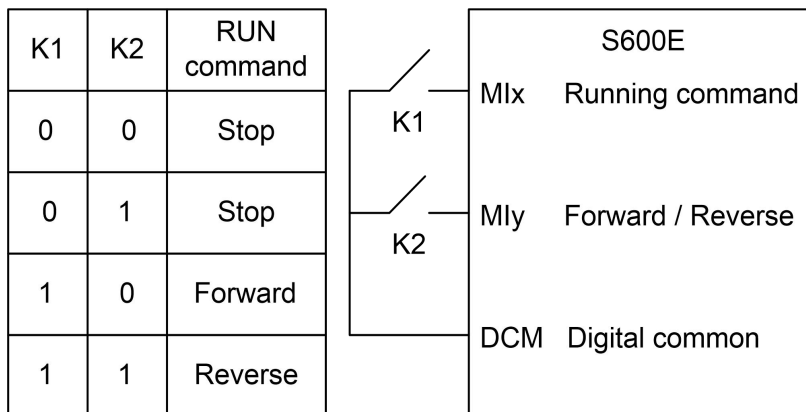 K1 K2 RUN command
0 0 Stop
0 1 Stop
1 0 Forward
1 1 Reverse
S600E
K1 MIx Running command
K2 MIy Forward / Reverse
DCM Digital common